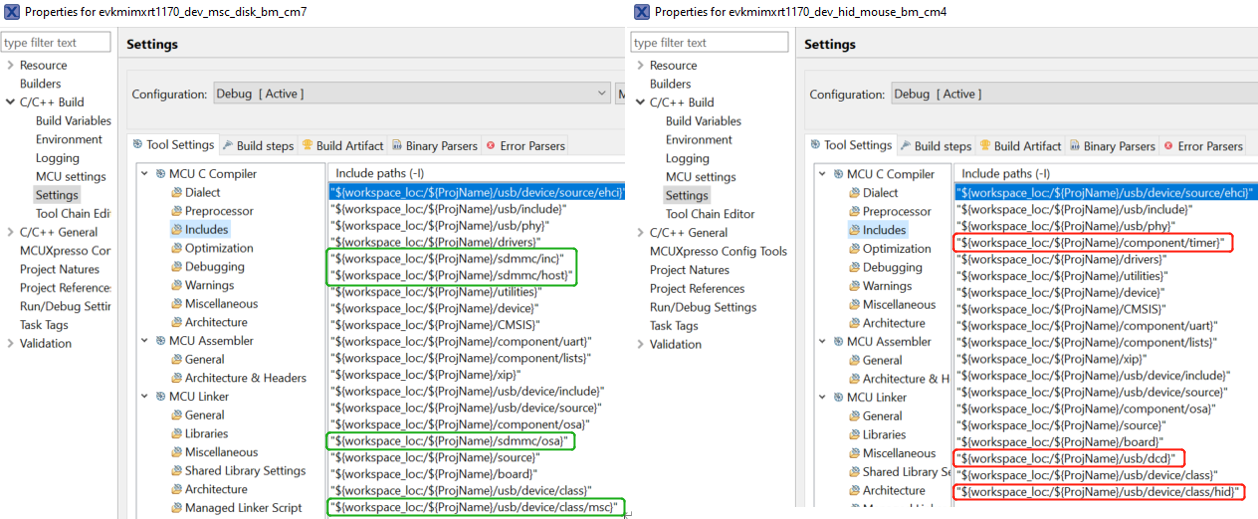 Properties for evkmimxrt1170_dev_msc_disk_bm_cm7
type filter text
Resource
Builders
C/C++ Build
Build Variables
Environment
Logging
MCU settings
Settings
Tool Chain Edi
C/C++ General
MCUXpresso Cor
Project Natures
Project Reference
Run/Debug Settir
Task Tags
Validation
Settings
Configuration: Debug [ Active ]
Tool Settings Build steps Build Artifact Binary Parsers Error Parsers
MCU C Compiler
Dialect
Preprocessor
Includes
Optimization
Debugging
Warnings
Miscellaneous
Architecture
MCU Assembler
General
Architecture & Headers
MCU Linker
General
Libraries
Miscellaneous
Shared Library Settings
Architecture
Managed Linker Script
Include paths (-I)
"${workspace_loc:/${ProjName}/usb/device/source/ehci}"
"${workspace_loc:/${ProjName}/usb/include}"
"${workspace_loc:/${ProjName}/usb/phy}"
"${workspace_loc:/${ProjName}/drivers}"
"${workspace_loc:/${ProjName}/sdmmc/inc}"
"${workspace_loc:/${ProjName}/sdmmc/host}"
"${workspace_loc:/${ProjName}/utilities}"
"${workspace_loc:/${ProjName}/device}"
"${workspace_loc:/${ProjName}/CMSIS}"
"${workspace_loc:/${ProjName}/component/uart}"
"${workspace_loc:/${ProjName}/component/lists}"
"${workspace_loc:/${ProjName}/xip}"
"${workspace_loc:/${ProjName}/usb/device/include}"
"${workspace_loc:/${ProjName}/usb/device/source}"
"${workspace_loc:/${ProjName}/component/osa}"
"${workspace_loc:/${ProjName}/sdmmc/osa}"
"${workspace_loc:/${ProjName}/source}"
"${workspace_loc:/${ProjName}/board}"
"${workspace_loc:/${ProjName}/usb/device/class}"
"${workspace_loc:/${ProjName}/usb/device/class/msc}"
Properties for evkmimxrt1170_dev_hid_mouse_bm_cm4
type filter text
Resource
Builders
C/C++ Build
Build Variables
Environment
Logging
MCU settings
Settings
Tool Chain Editor
C/C++ General
MCUXpresso Config Tools
Project Natures
Project References
Run/Debug Settings
Task Tags
Validation
Settings
Configuration: Debug [ Active ]
Tool Settings Build steps Build Artifact Binary Parsers Error Parsers
MCU C Compiler
Dialect
Preprocessor
Includes
Optimization
Debugging
Warnings
Miscellaneous
Architecture
MCU Assembler
General
Architecture & H
MCU Linker
General
Libraries
Miscellaneous
Shared Library Se
Architecture
Include paths (-I)
"${workspace_loc:/${ProjName}/usb/device/source/ehci}"
"${workspace_loc:/${ProjName}/usb/include}"
"${workspace_loc:/${ProjName}/usb/phy}"
"${workspace_loc:/${ProjName}/component/timer}"
"${workspace_loc:/${ProjName}/drivers}"
"${workspace_loc:/${ProjName}/utilities}"
"${workspace_loc:/${ProjName}/device}"
"${workspace_loc:/${ProjName}/CMSIS}"
"${workspace_loc:/${ProjName}/component/uart}"
"${workspace_loc:/${ProjName}/component/lists}"
"${workspace_loc:/${ProjName}/xip}"
"${workspace_loc:/${ProjName}/usb/device/include}"
"${workspace_loc:/${ProjName}/usb/device/source}"
"${workspace_loc:/${ProjName}/component/osa}"
"${workspace_loc:/${ProjName}/source}"
"${workspace_loc:/${ProjName}/board}"
"${workspace_loc:/${ProjName}/usb/dcd}"
"${workspace_loc:/${ProjName}/usb/device/class}"
"${workspace_loc:/${ProjName}/usb/device/class/hid}"